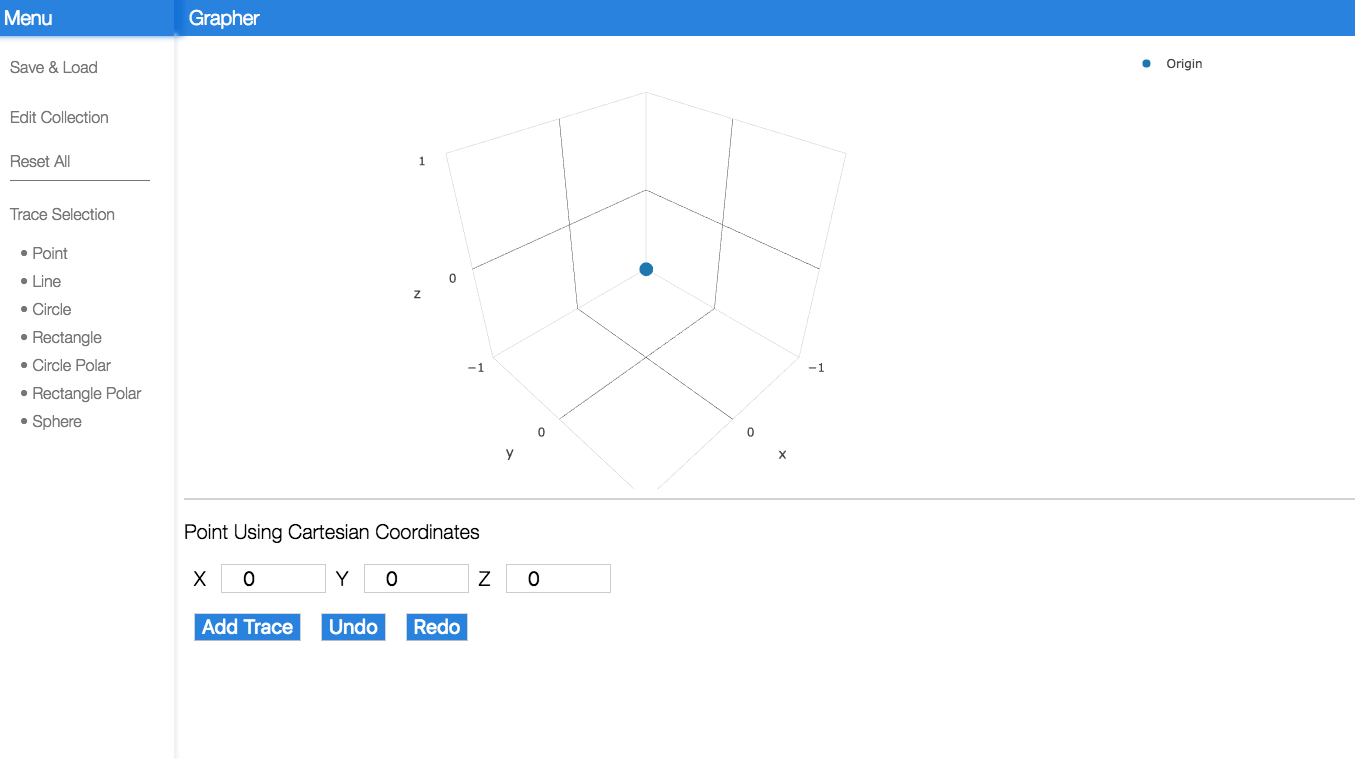 Menu
Grapher
Save & Load
Edit Collection
Reset All
Trace Selection
• Point
• Line
• Circle
• Rectangle
• Circle Polar
• Rectangle Polar
• Sphere
Origin
1
0
z
−1
−1
0
0
y
x
Point Using Cartesian Coordinates
X 0 Y 0 Z 0
Add Trace Undo Redo